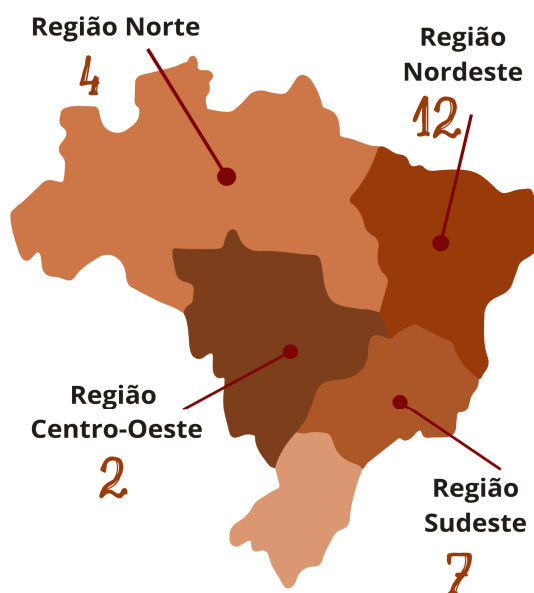 Região Norte
4
Região
Nordeste
12
Região
Centro-Oeste
2
Região
Sudeste
7